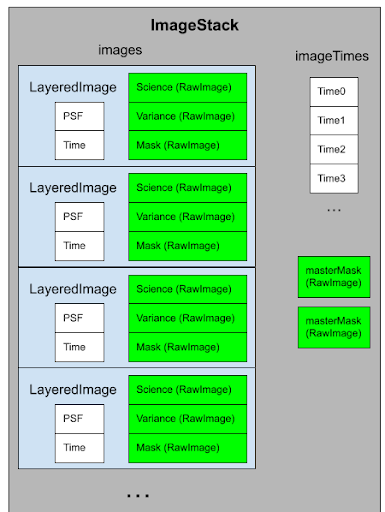 ImageStack
images
LayeredImage
PSF
Time
Science (RawImage)
Variance (RawImage)
Mask (RawImage)
LayeredImage
PSF
Time
Science (RawImage)
Variance (RawImage)
Mask (RawImage)
LayeredImage
PSF
Time
Science (RawImage)
Variance (RawImage)
Mask (RawImage)
LayeredImage
PSF
Time
Science (RawImage)
Variance (RawImage)
Mask (RawImage)
...
imageTimes
Time0
Time1
Time2
Time3
...
masterMask
(RawImage)
masterMask
(RawImage)